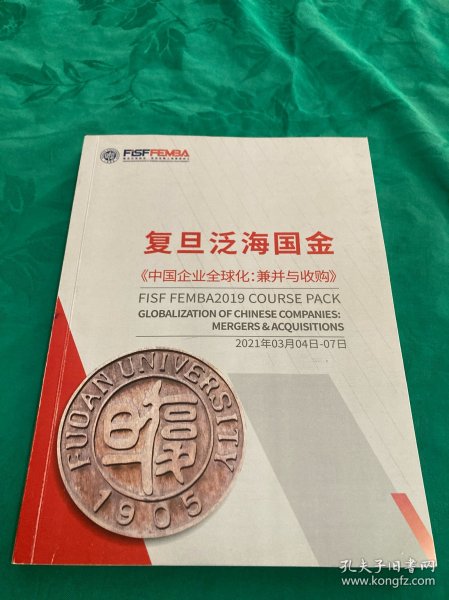 FISF FEMBA
复旦泛海国金
《中国企业全球化：兼并与收购》
FISF FEMBA2019 COURSE PACK
GLOBALIZATION OF CHINESE COMPANIES:
MERGERS & ACQUISITIONS
2021年03月04日-07日
FUDAN UNIVERSITY
1905
孔夫子旧书网
www.kongfz.com